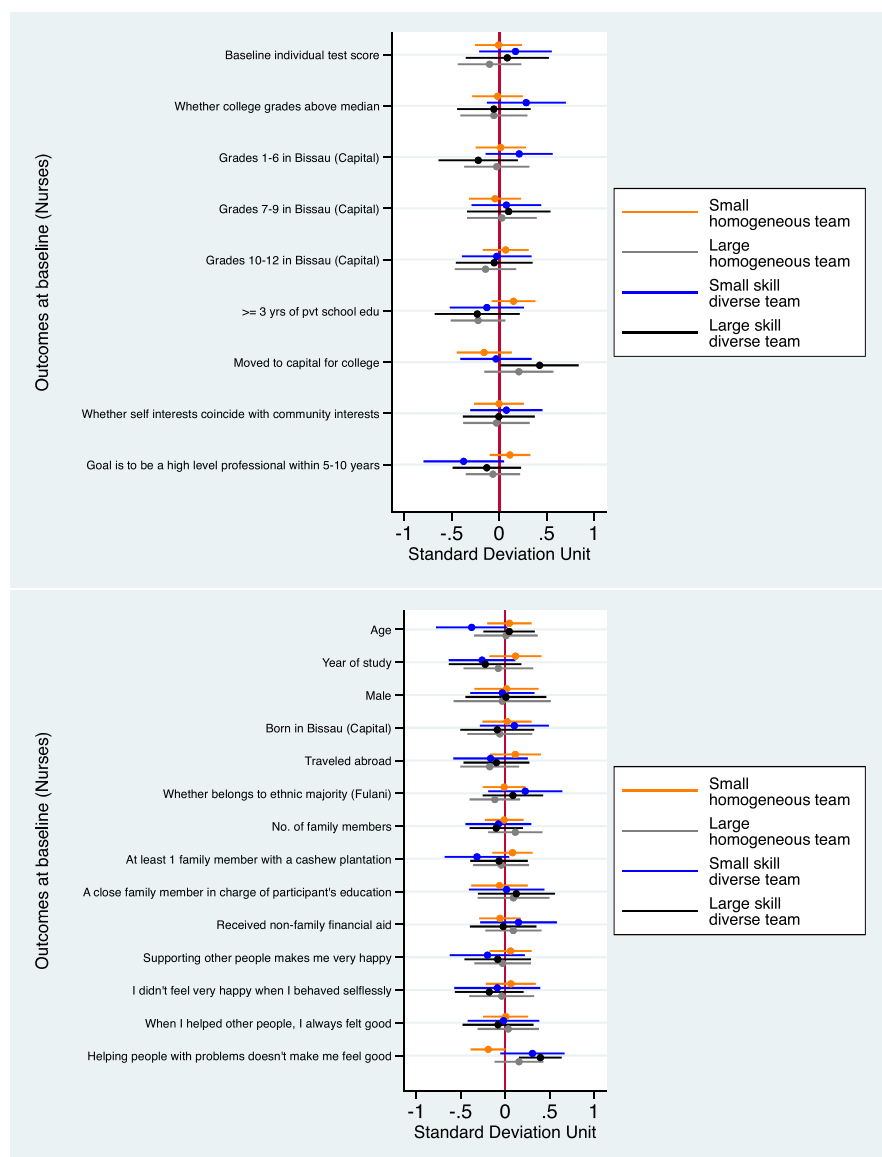 Outcomes at baseline (Nurses)
Baseline individual test score
Whether college grades above median
Grades 1-6 in Bissau (Capital)
Grades 7-9 in Bissau (Capital)
Grades 10-12 in Bissau (Capital)
>= 3 yrs of pvt school edu
Moved to capital for college
Whether self interests coincide with community interests
Goal is to be a high level professional within 5-10 years
-1 -.5 0 .5 1
Standard Deviation Unit
Small
homogeneous team
Large
homogeneous team
Small skill
diverse team
Large skill
diverse team
Outcomes at baseline (Nurses)
Age
Year of study
Male
Born in Bissau (Capital)
Traveled abroad
Whether belongs to ethnic majority (Fulani)
No. of family members
At least 1 family member with a cashew plantation
A close family member in charge of participant's education
Received non-family financial aid
Supporting other people makes me very happy
I didn't feel very happy when I behaved selflessly
When I helped other people, I always felt good
Helping people with problems doesn't make me feel good
-1 -.5 0 .5 1
Standard Deviation Unit
Small
homogeneous team
Large
homogeneous team
Small skill
diverse team
Large skill
diverse team